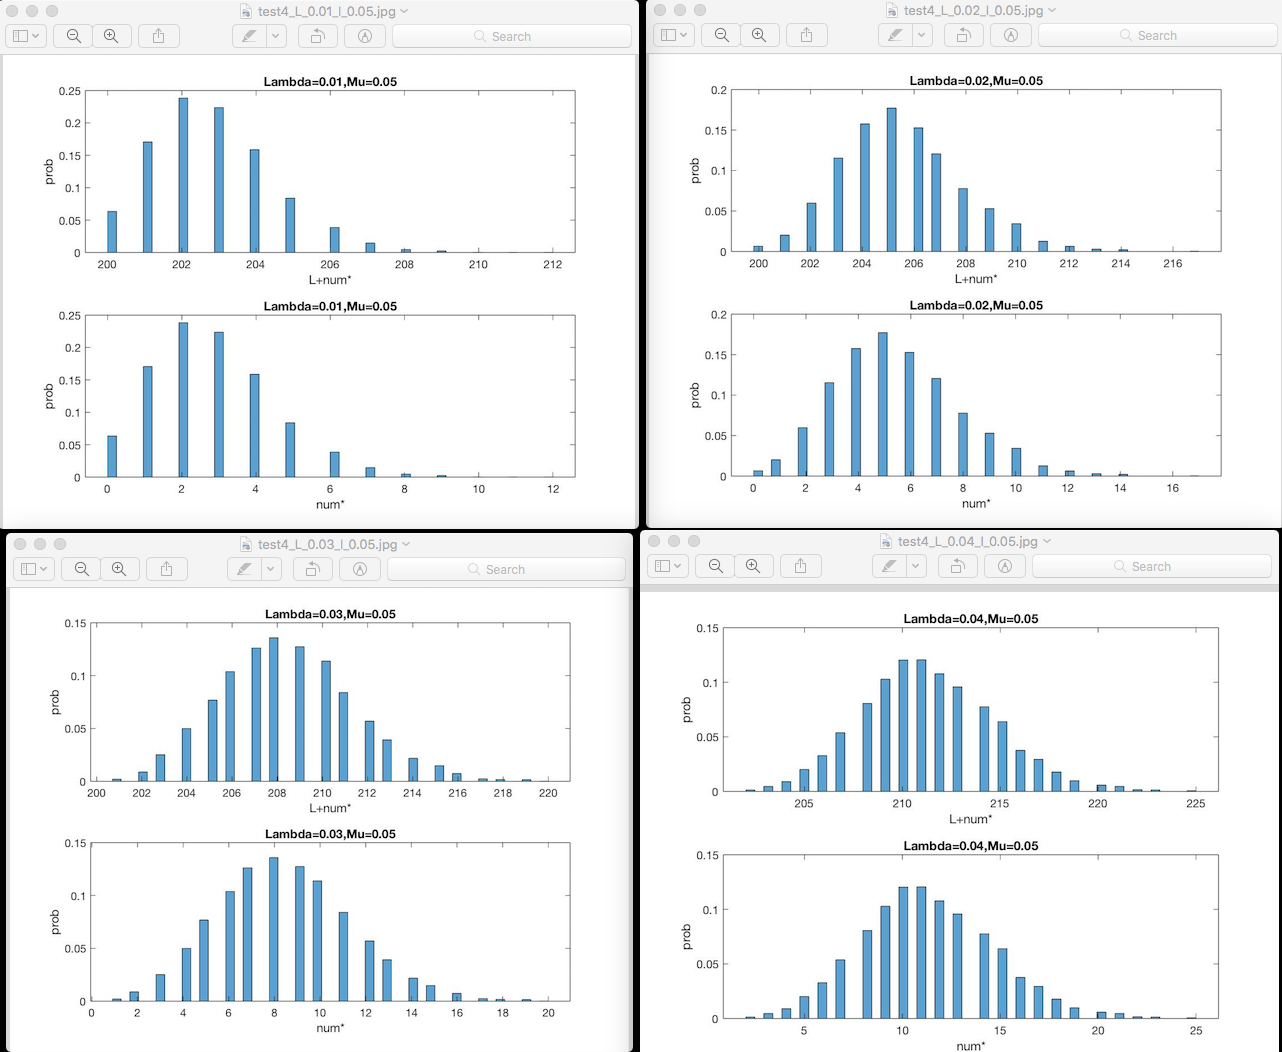 test4_L_0.01_l_0.05.jpg
Search
Lambda=0.01,Mu=0.05
0.25
0.2
0.15
0.1
0.05
0
prob
200 202 204 206 208 210 212
L+num*
Lambda=0.01,Mu=0.05
0.25
0.2
0.15
0.1
0.05
0
prob
0 2 4 6 8 10 12
num*
test4_L_0.02_l_0.05.jpg
Search
Lambda=0.02,Mu=0.05
0.2
0.15
0.1
0.05
0
prob
200 202 204 206 208 210 212 214 216
L+num*
Lambda=0.02,Mu=0.05
0.2
0.15
0.1
0.05
0
prob
0 2 4 6 8 10 12 14 16
num*
test4_L_0.03_l_0.05.jpg
Search
Lambda=0.03,Mu=0.05
0.15
0.1
0.05
0
prob
200 202 204 206 208 210 212 214 216 218 220
L+num*
Lambda=0.03,Mu=0.05
0.15
0.1
0.05
0
prob
0 2 4 6 8 10 12 14 16 18 20
num*
test4_L_0.04_l_0.05.jpg
Search
Lambda=0.04,Mu=0.05
0.15
0.1
0.05
0
prob
205 210 215 220 225
L+num*
Lambda=0.04,Mu=0.05
0.15
0.1
0.05
0
prob
5 10 15 20 25
num*